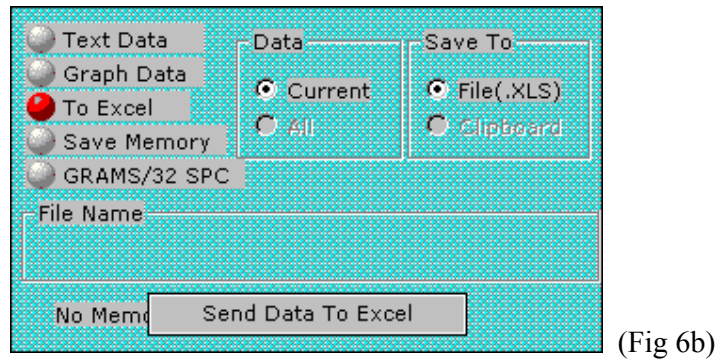 Text Data
Graph Data
To Excel
Save Memory
GRAMS/32 SPC
Data
Current
All
Save To
File(.XLS)
Clipboard
File Name
No Memo
Send Data To Excel
(Fig 6b)